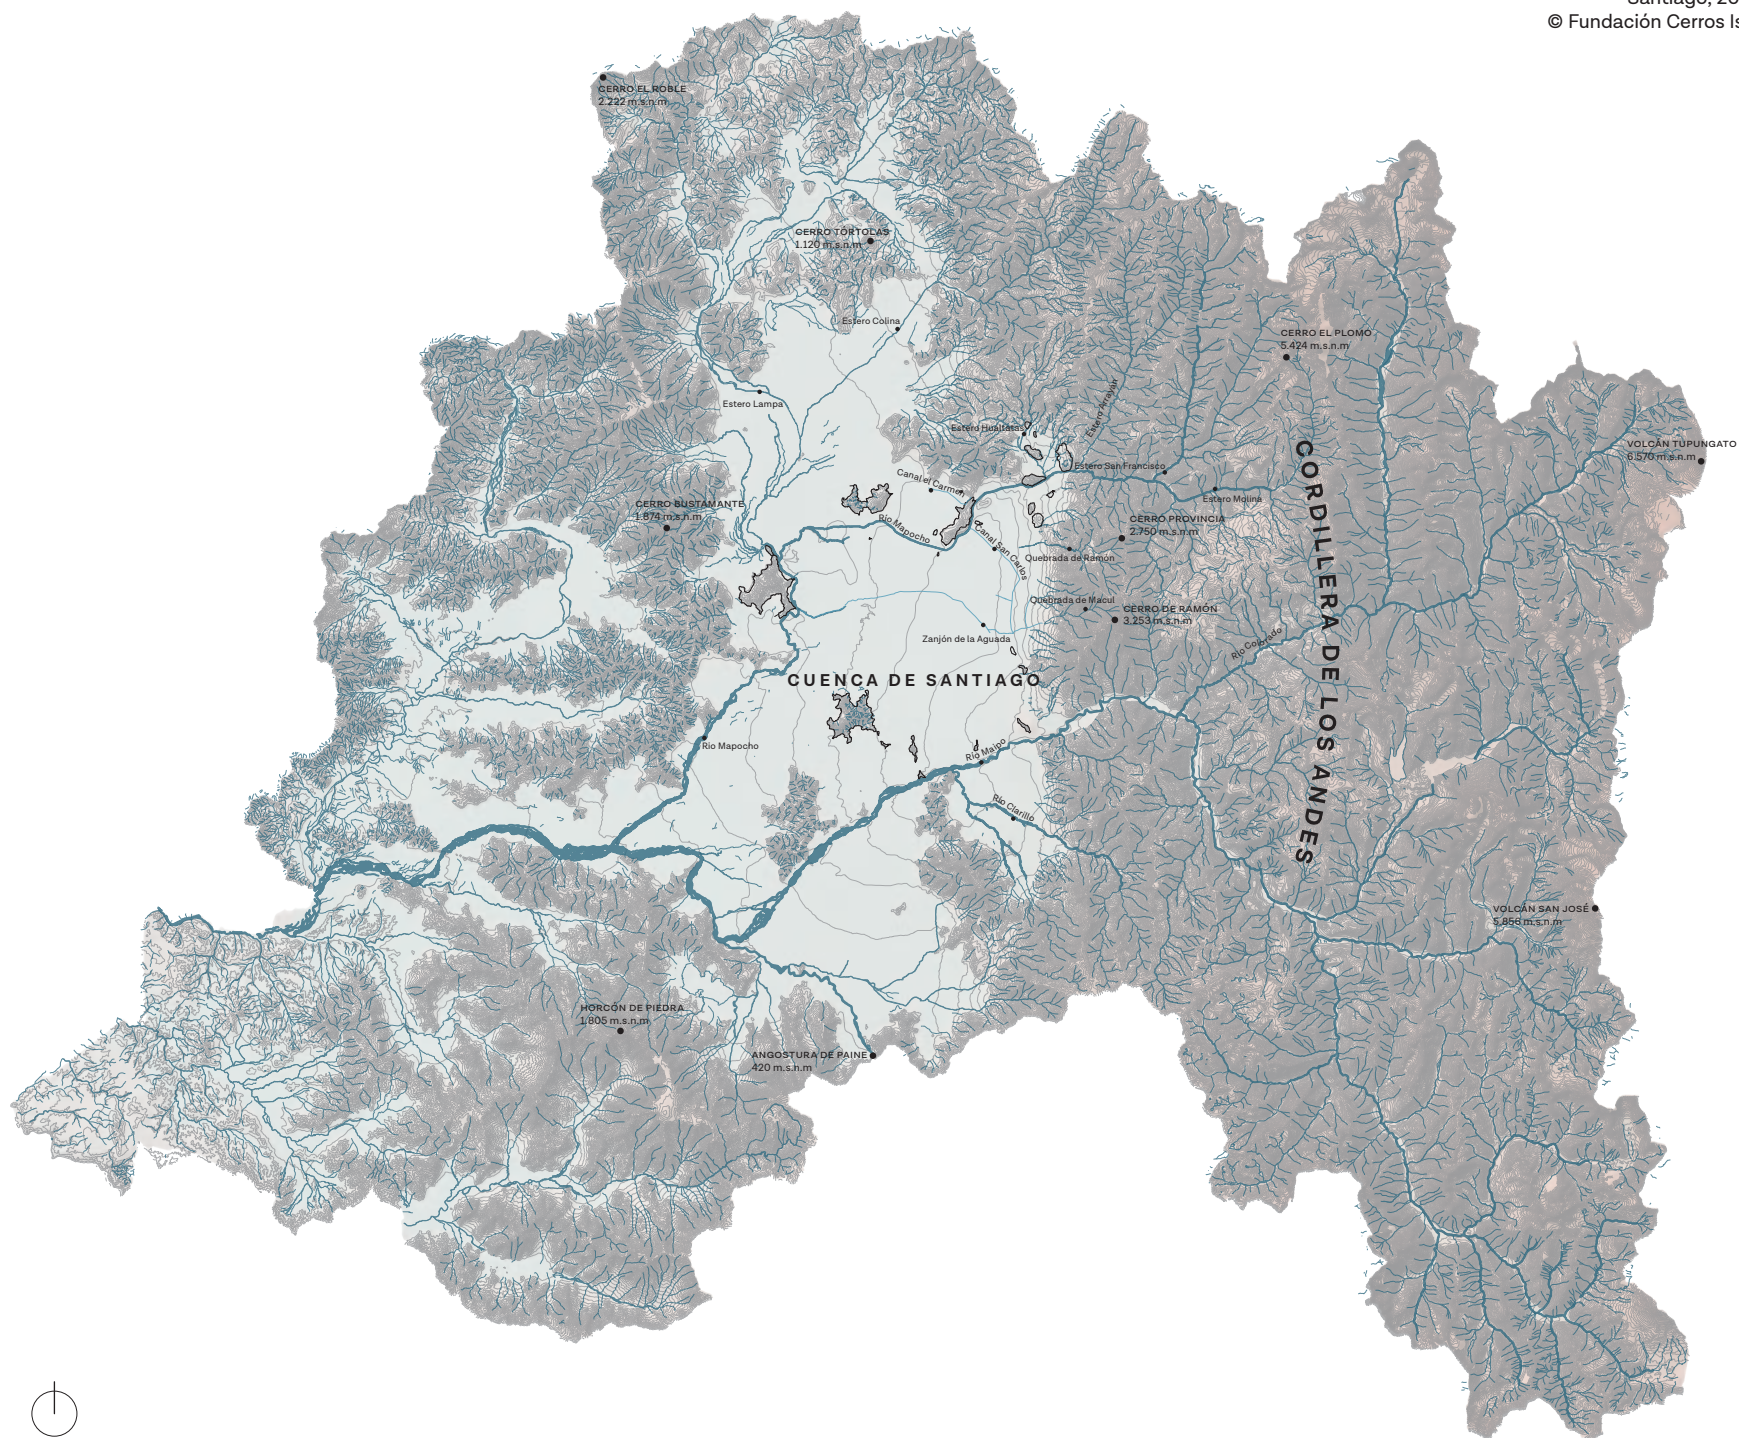 Santiago, 20
© Fundación Cerros Is
CERRO EL ROBLE
2.222 m.s.n.m
CERRO TÓRTOLAS
1.120 m.s.n.m
Estero Colina
CERRO EL PLOMO
5.424 m.s.n.m
Estero Lampa
Estero Arrayán
Estero Hualtatas
VOLCÁN TUPUNGATO
6.570 m.s.n.m
Estero San Francisco
Canal el Carmen
Estero Molina
CERRO BUSTAMANTE
1.874 m.s.n.m
Río Mapocho
CERRO PROVINCIA
2.750 m.s.n.m
Canal San Carlos
Quebrada de Ramón
Quebrada de Macul
CERRO DE RAMÓN
3.253 m.s.n.m
Zanjón de la Aguada
Río Colorado
CORDILLERA DE LOS ANDES
CUENCA DE SANTIAGO
Río Mapocho
Río Maipo
Río Clarillo
VOLCÁN SAN JOSÉ
5.856 m.s.n.m
HORCÓN DE PIEDRA
1.805 m.s.n.m
ANGOSTURA DE PAINE
420 m.s.n.m